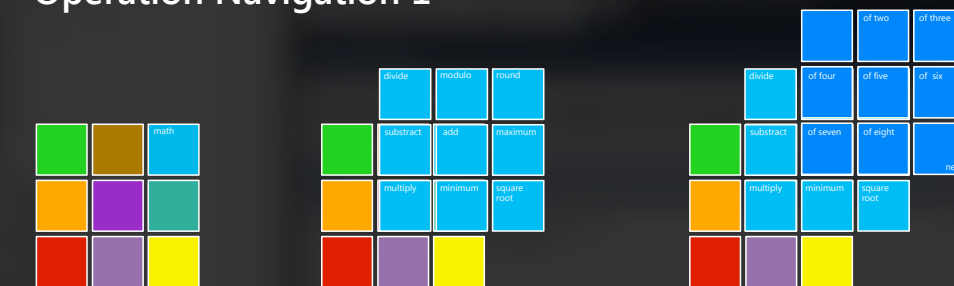 Operation Navigation 1
math
divide modulo round
substract add maximum
multiply minimum square
root
of two of three
divide of four of five of six
substract of seven of eight
multiply minimum square
root